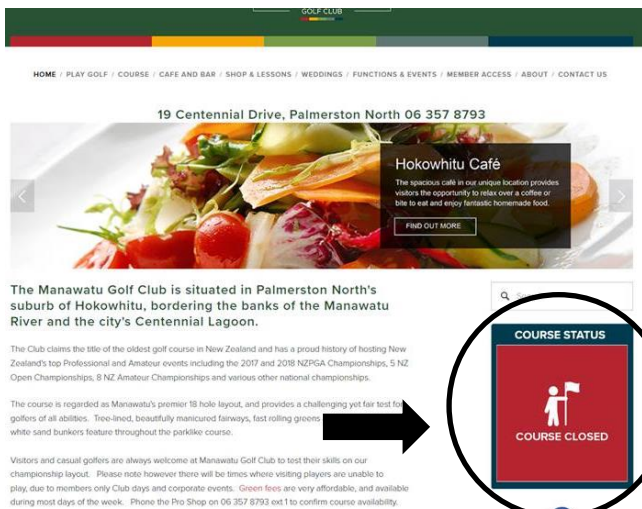 GOLF CLUB
HOME / PLAY GOLF / COURSE / CAFE AND BAR / SHOP & LESSONS / WEDDINGS / FUNCTIONS & EVENTS / MEMBER ACCESS / ABOUT / CONTACT US
19 Centennial Drive, Palmerston North 06 357 8793
Hokowhitu Café
The spacious café in our unique location provides
visitors the opportunity to relax over a coffee or
bite to eat and enjoy fantastic homemade food.
FIND OUT MORE
The Manawatu Golf Club is situated in Palmerston North's
suburb of Hokowhitu, bordering the banks of the Manawatu
River and the city's Centennial Lagoon.
The Club claims the title of the oldest golf course in New Zealand and has a proud history of hosting New
Zealand's top Professional and Amateur events including the 2017 and 2018 NZPGA Championships, 5 NZ
Open Championships, 8 NZ Amateur Championships and various other national championships.
The course is regarded as Manawatu's premier 18 hole layout, and provides a challenging yet fair test for
golfers of all abilities. Tree-lined, beautifully manicured fairways, fast rolling greens
white sand bunkers feature throughout the parklike course.
Visitors and casual golfers are always welcome at Manawatu Golf Club to test their skills on our
championship layout. Please note however there will be times where visiting players are unable to
play, due to members only Club days and corporate events. Green fees are very affordable, and available
during most days of the week. Phone the Pro Shop on 06 357 8793 ext 1 to confirm course availability.
COURSE STATUS
COURSE CLOSED